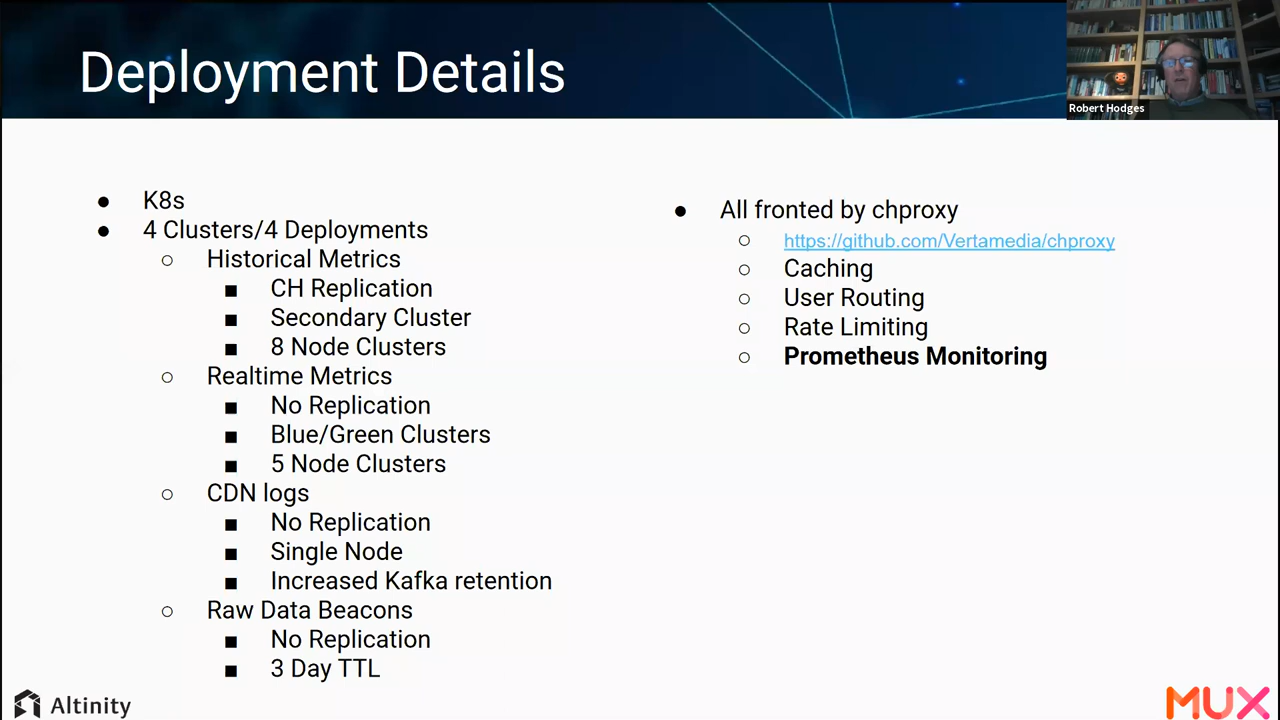 Deployment Details
Robert Hodges
● K8s
● 4 Clusters/4 Deployments
○ Historical Metrics
■ CH Replication
■ Secondary Cluster
■ 8 Node Clusters
○ Realtime Metrics
■ No Replication
■ Blue/Green Clusters
■ 5 Node Clusters
○ CDN logs
■ No Replication
■ Single Node
■ Increased Kafka retention
○ Raw Data Beacons
■ No Replication
■ 3 Day TTL
● All fronted by chproxy
○ https://github.com/Vertamedia/chproxy
○ Caching
○ User Routing
○ Rate Limiting
○ Prometheus Monitoring
Altinity
MUX